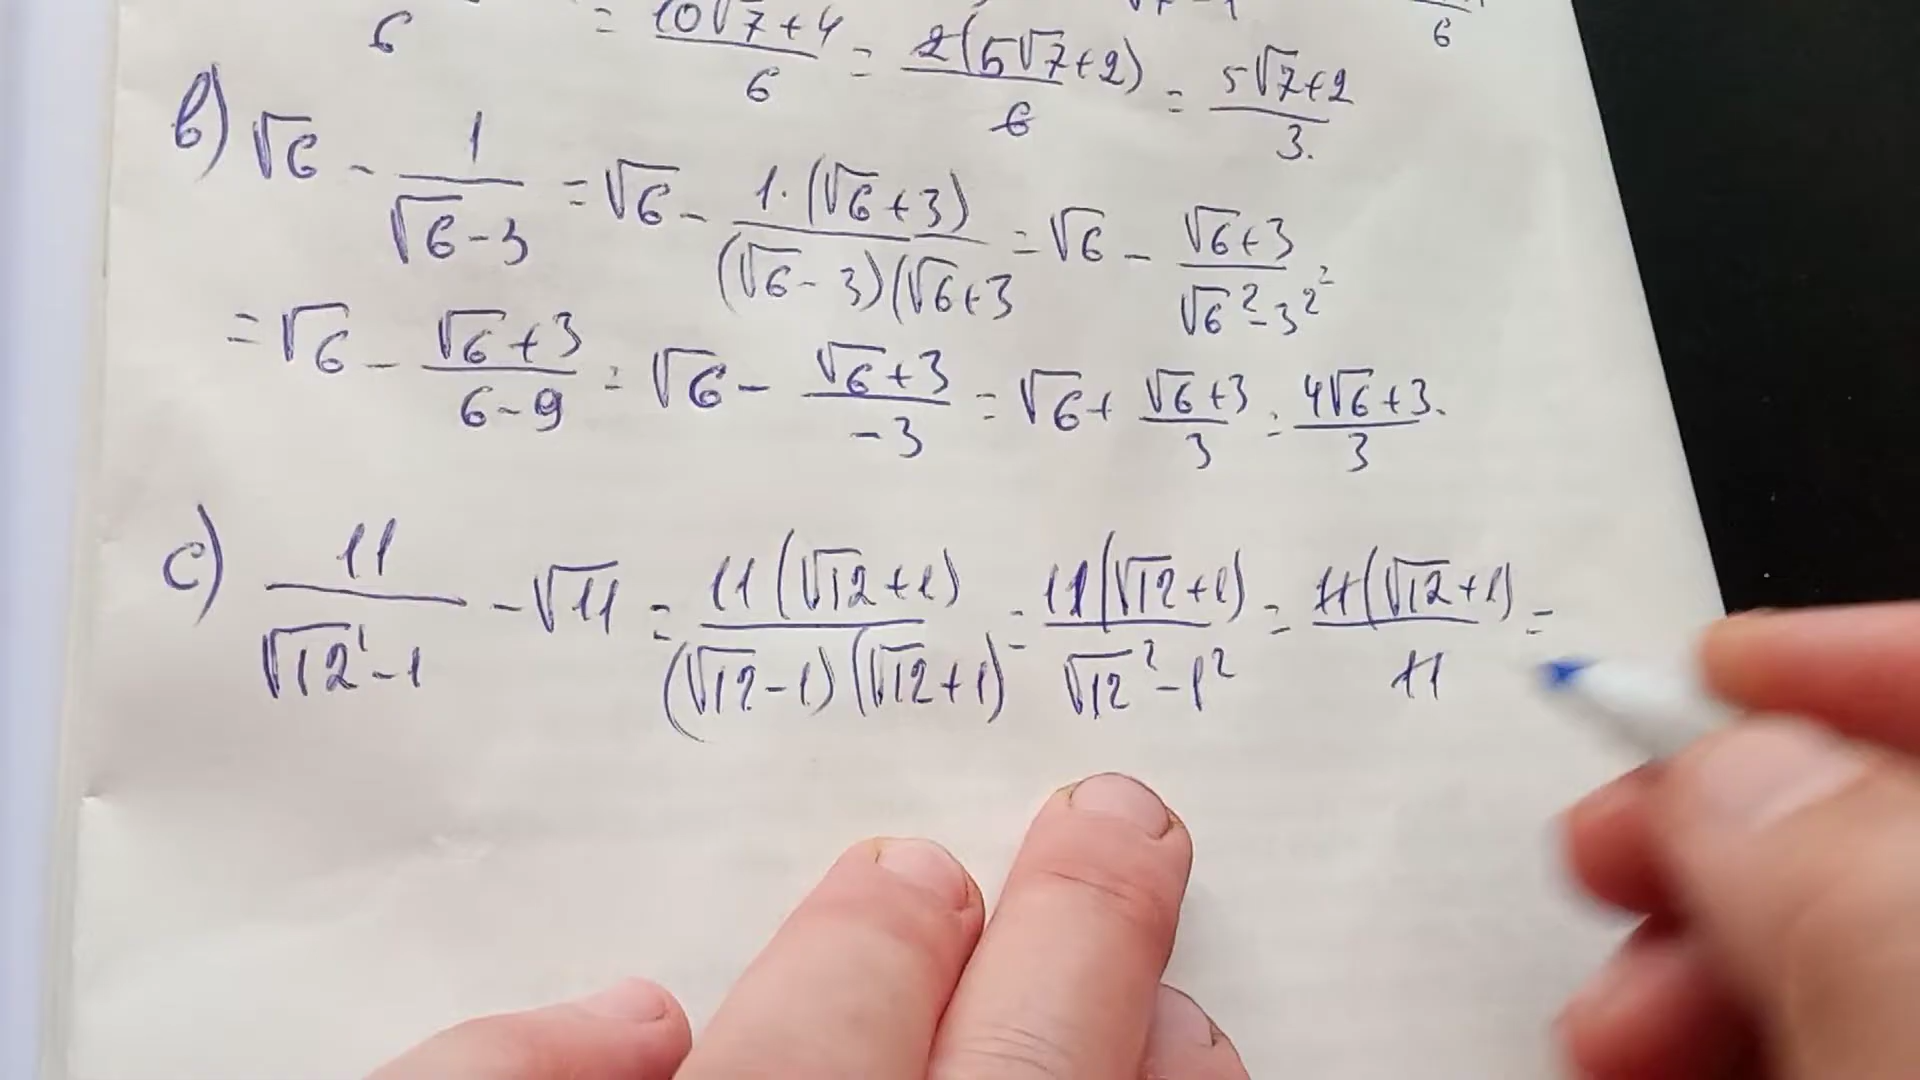 6 = 10√7+4 / 6 = 2(5√7+2) / 6 = 5√7+2 / 3. 6
b) √6 - 1 / √6-3 = √6 - 1·(√6+3) / (√6-3)(√6+3 = √6 - √6+3 / √6²-3²²
= √6 - √6+3 / 6-9 = √6 - √6+3 / -3 = √6+ √6+3 / 3 = 4√6+3. / 3
c) 11 / √12-1 - √11 = 11(√12+1) / (√12-1)(√12+1) = 11(√12+1) / √12²-1² = 11(√12+1) / 11 =